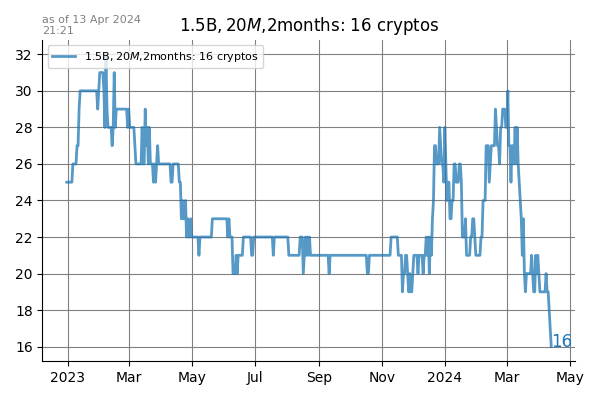 as of 13 Apr 2024
21:21
1.5B, 20M,2months: 16 cryptos
1.5B, 20M,2months: 16 cryptos
32
30
28
26
24
22
20
18
16
16
2023
Mar
May
Jul
Sep
Nov
2024
Mar
May